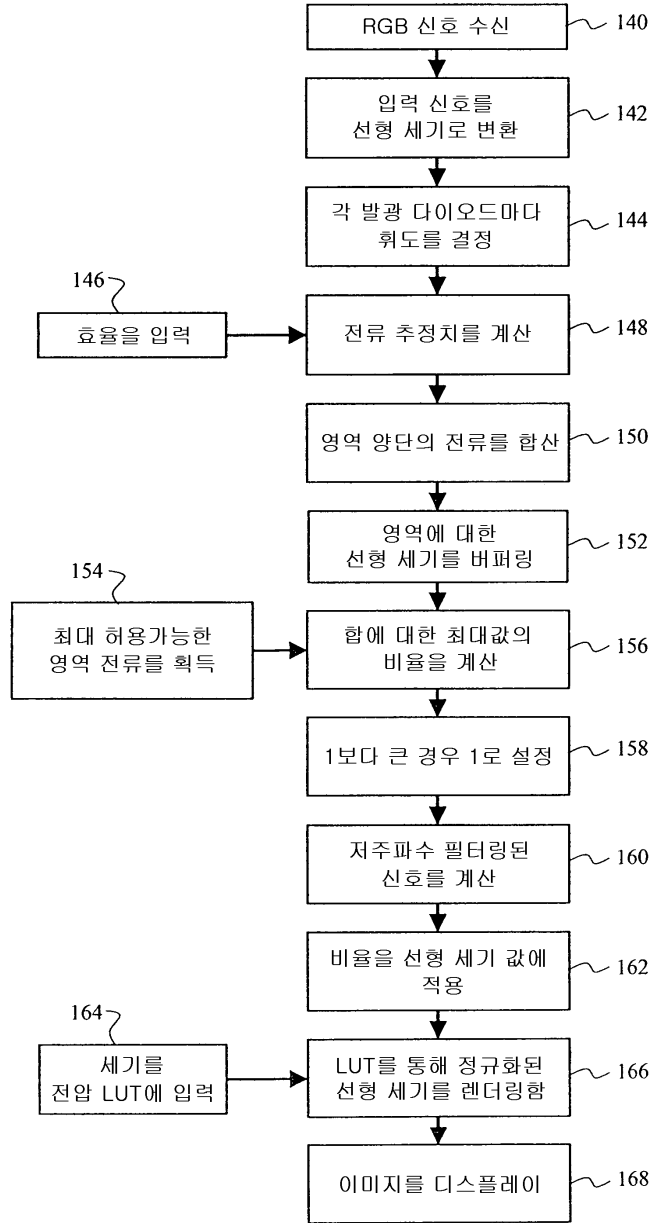 RGB 신호 수신
140
입력 신호를
선형 세기로 변환
142
각 발광 다이오드마다
휘도를 결정
144
146
효율을 입력
전류 추정치를 계산
148
영역 양단의 전류를 합산
150
영역에 대한
선형 세기를 버퍼링
152
154
최대 허용가능한
영역 전류를 획득
합에 대한 최대값의
비율을 계산
156
1보다 큰 경우 1로 설정
158
저주파수 필터링된
신호를 계산
160
비율을 선형 세기 값에
적용
162
164
세기를
전압 LUT에 입력
LUT를 통해 정규화된
선형 세기를 렌더링함
166
이미지를 디스플레이
168